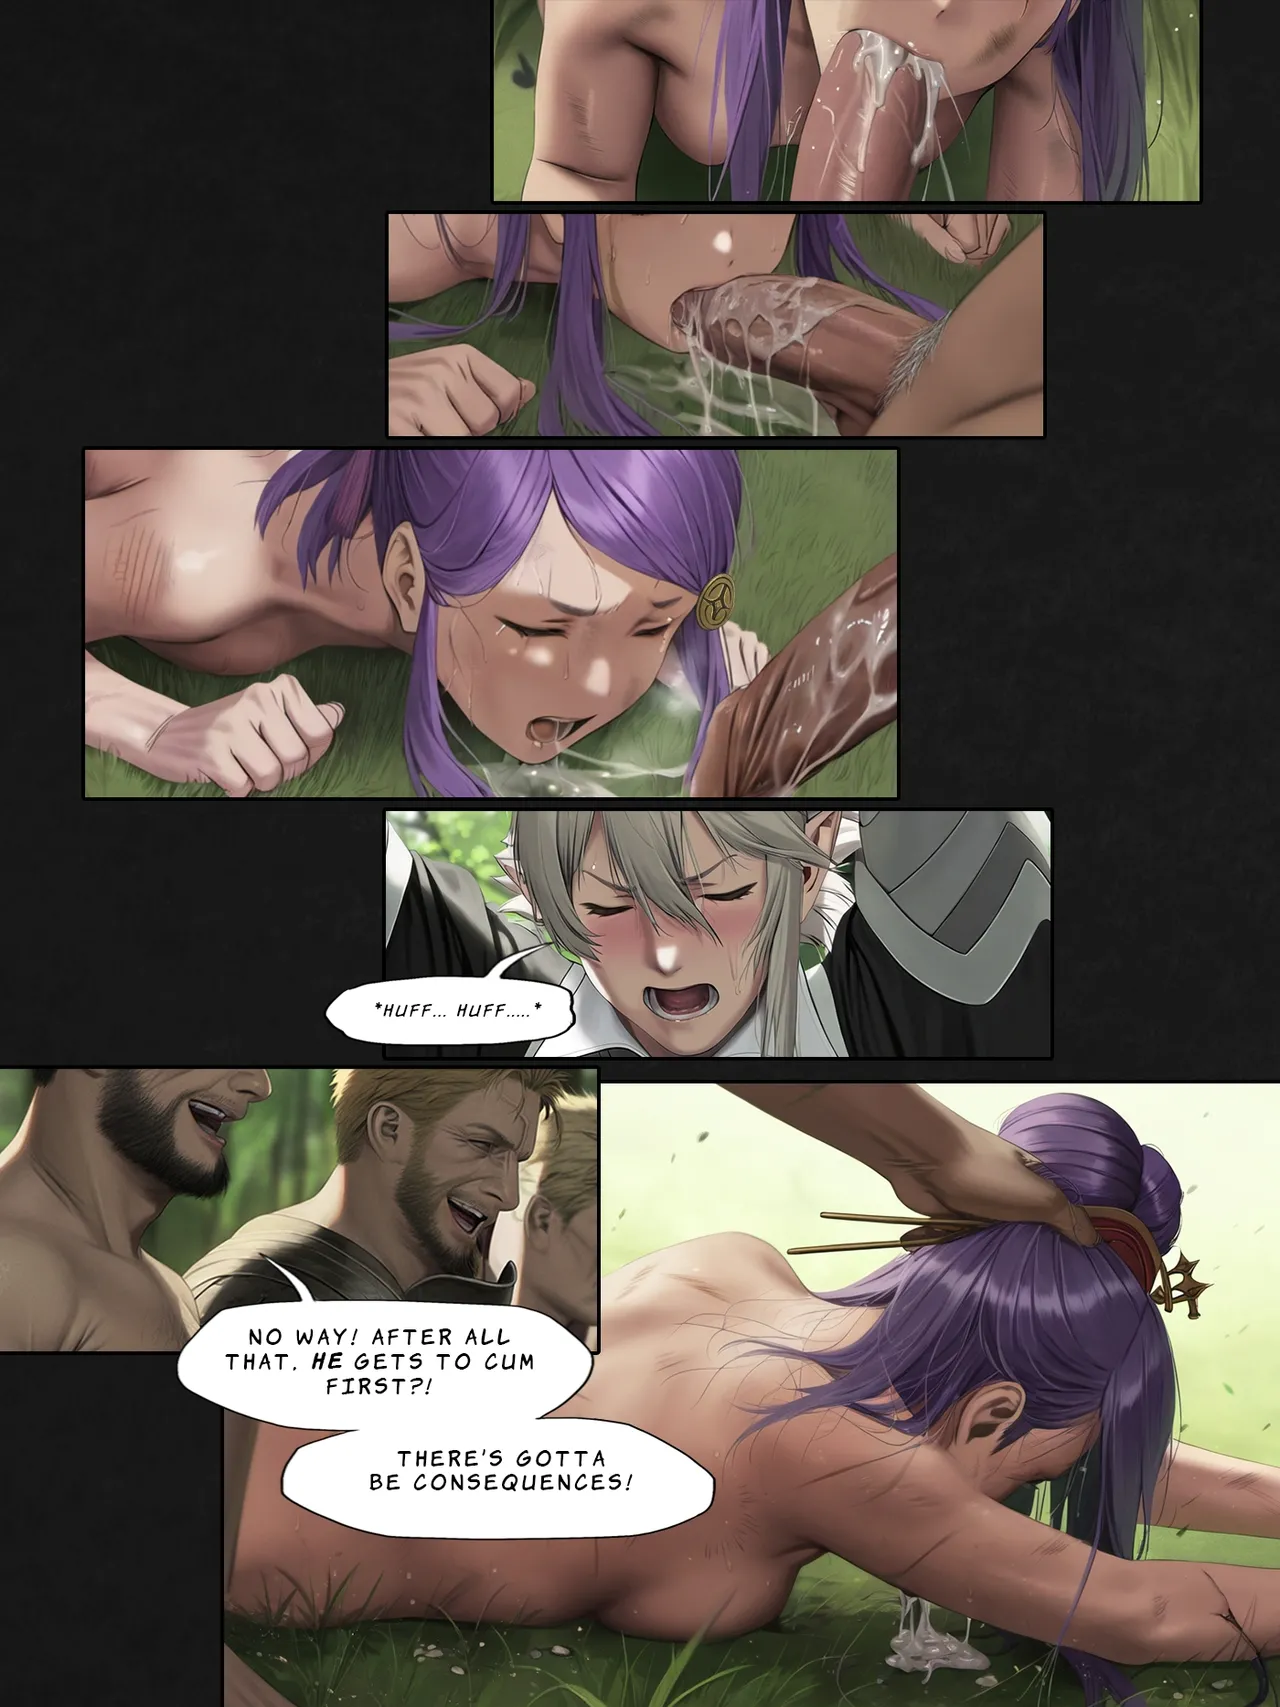 *HUFF... HUFF.....*
NO WAY! AFTER ALL
THAT, HE GETS TO CUM
FIRST?!
THERE'S GOTTA
BE CONSEQUENCES!